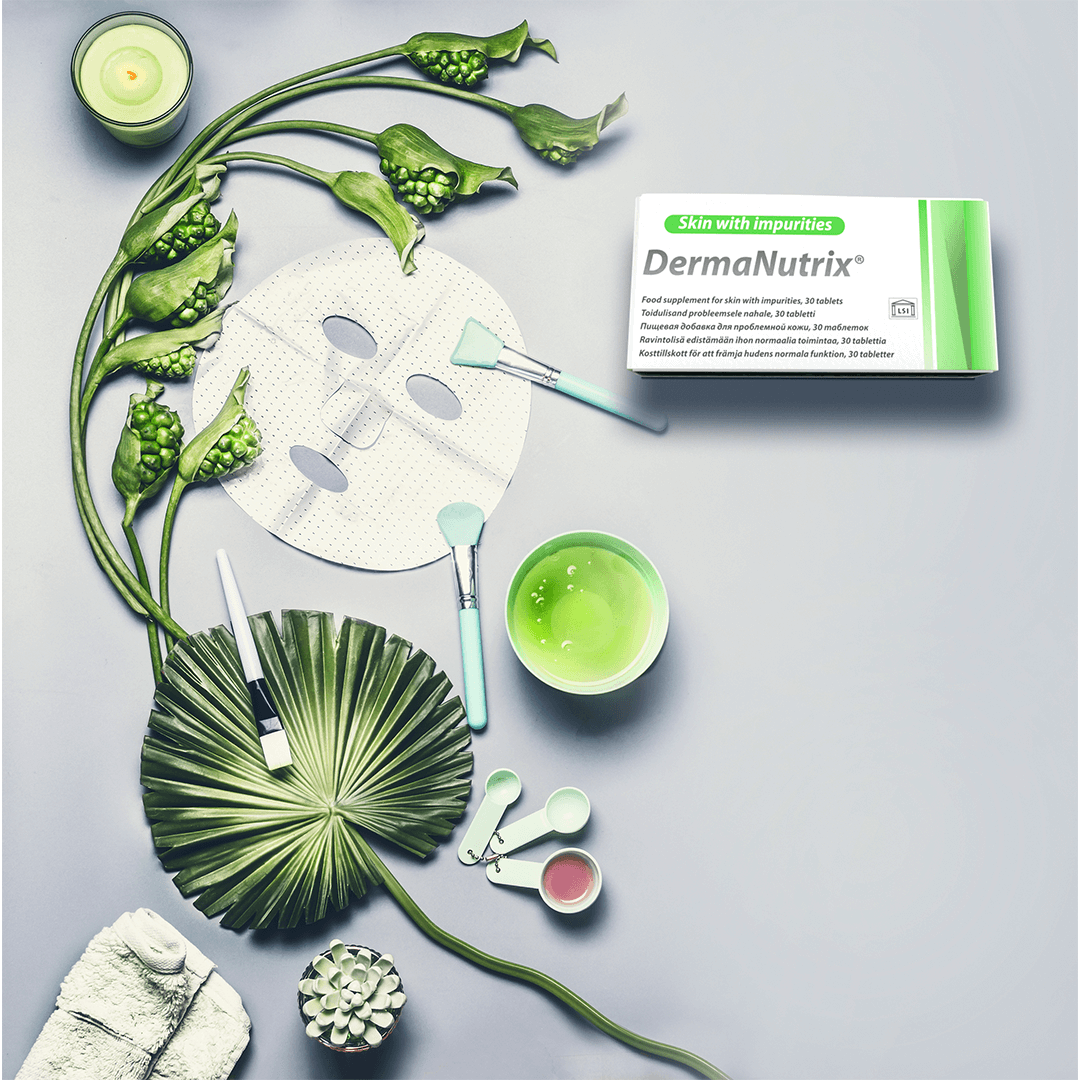 Skin with impurities
DermaNutrix®
Food supplement for skin with impurities, 30 tablets
Toidulisand probleemsele nahale, 30 tabletti
Пищевая добавка для проблемной кожи, 30 таблеток
Ravintolisä edistämään ihon normaalia toimintaa, 30 tablettia
Kosttillskott för att främja hudens normala funktion, 30 tabletter
LSI